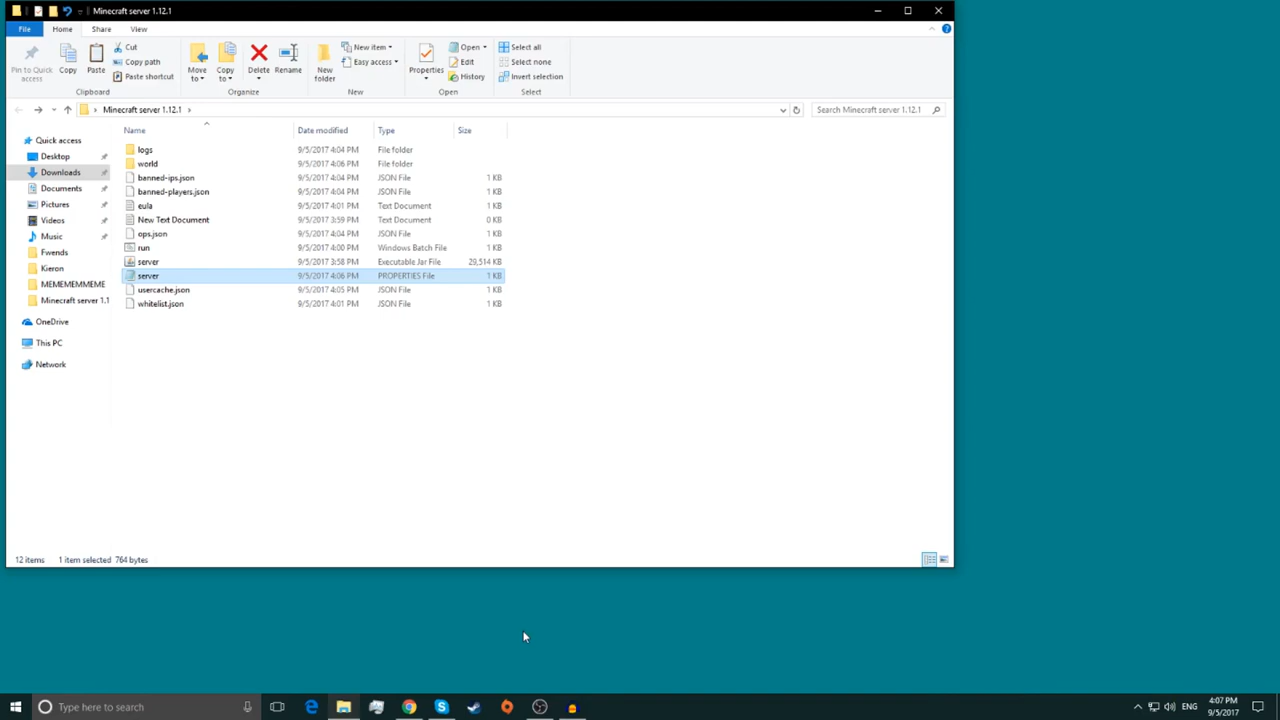 Minecraft server 1.12.1
File Home Share View
Pin to Quick access
Copy
Paste
Cut
Copy path
Paste shortcut
Clipboard
Move to
Copy to
Delete
Rename
Organize
New folder
New item
Easy access
New
Properties
Open
Edit
History
Open
Select all
Select none
Invert selection
Select
Minecraft server 1.12.1
Search Minecraft server 1.12.1
Name Date modified Type Size
Quick access
Desktop
Downloads
Documents
Pictures
Videos
Music
Fwends
Kieron
MEMEMEMMEME
Minecraft server 1.1
OneDrive
This PC
Network
logs 9/5/2017 4:04 PM File folder
world 9/5/2017 4:06 PM File folder
banned-ips.json 9/5/2017 4:04 PM JSON File 1 KB
banned-players.json 9/5/2017 4:04 PM JSON File 1 KB
eula 9/5/2017 4:01 PM Text Document 1 KB
New Text Document 9/5/2017 3:59 PM Text Document 0 KB
ops.json 9/5/2017 4:04 PM JSON File 1 KB
run 9/5/2017 4:00 PM Windows Batch File 1 KB
server 9/5/2017 3:58 PM Executable Jar File 29,514 KB
server 9/5/2017 4:06 PM PROPERTIES File 1 KB
usercache.json 9/5/2017 4:05 PM JSON File 1 KB
whitelist.json 9/5/2017 4:01 PM JSON File 1 KB
12 items 1 item selected 764 bytes
Type here to search
ENG
4:07 PM
9/5/2017